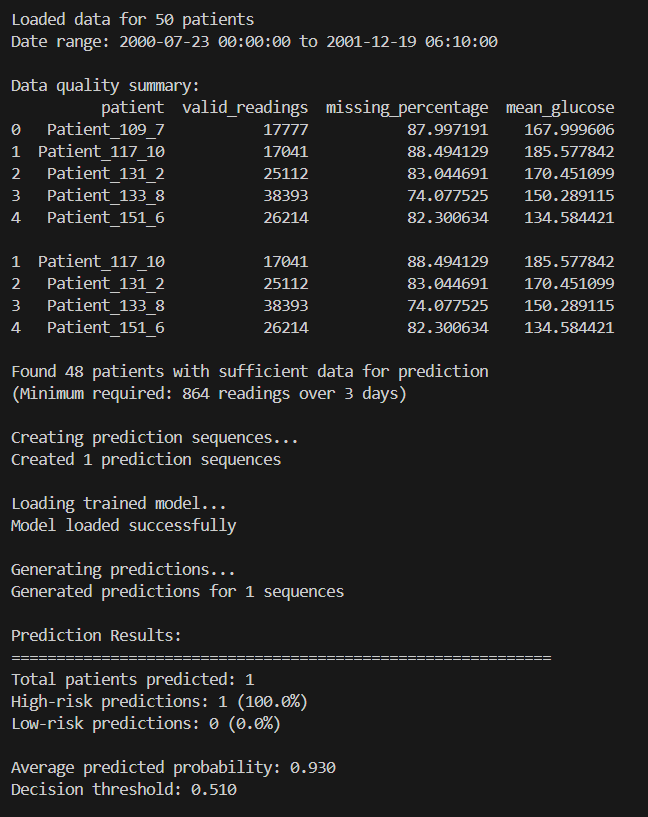 Loaded data for 50 patients
Date range: 2000-07-23 00:00:00 to 2001-12-19 06:10:00
Data quality summary:
patient valid_readings missing_percentage mean_glucose
0 Patient_109_7 17777 87.997191 167.999606
1 Patient_117_10 17041 88.494129 185.577842
2 Patient_131_2 25112 83.044691 170.451099
3 Patient_133_8 38393 74.077525 150.289115
4 Patient_151_6 26214 82.300634 134.584421
1 Patient_117_10 17041 88.494129 185.577842
2 Patient_131_2 25112 83.044691 170.451099
3 Patient_133_8 38393 74.077525 150.289115
4 Patient_151_6 26214 82.300634 134.584421
Found 48 patients with sufficient data for prediction
(Minimum required: 864 readings over 3 days)
Creating prediction sequences...
Created 1 prediction sequences
Loading trained model...
Model loaded successfully
Generating predictions...
Generated predictions for 1 sequences
Prediction Results:
============================================================
Total patients predicted: 1
High-risk predictions: 1 (100.0%)
Low-risk predictions: 0 (0.0%)
Average predicted probability: 0.930
Decision threshold: 0.510